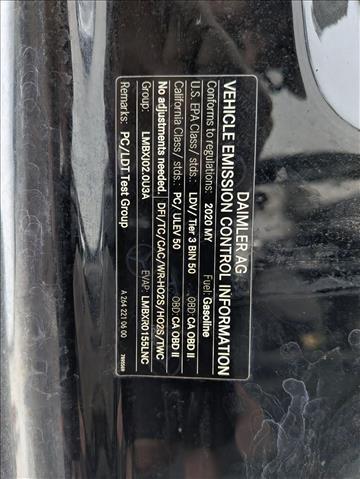 DAIMLER AG
VEHICLE EMISSION CONTROL INFORMATION
Conforms to regulations: 2020 MY Fuel: Gasoline
U.S. EPA Class/ stds.: LDV// Tier 3 BIN 50 OBD: CA OBD II
California Class/ stds.: PC/ ULEV 50 OBD: CA OBD II
No adjustments needed. DFI/TC/CAC/WR-HO2S/HO2S/TWC
Group: LMBXJ02.0U3A EVAP: LMBXR0155LNC
Remarks: PC/LDT Test Group A 264 221 06 00